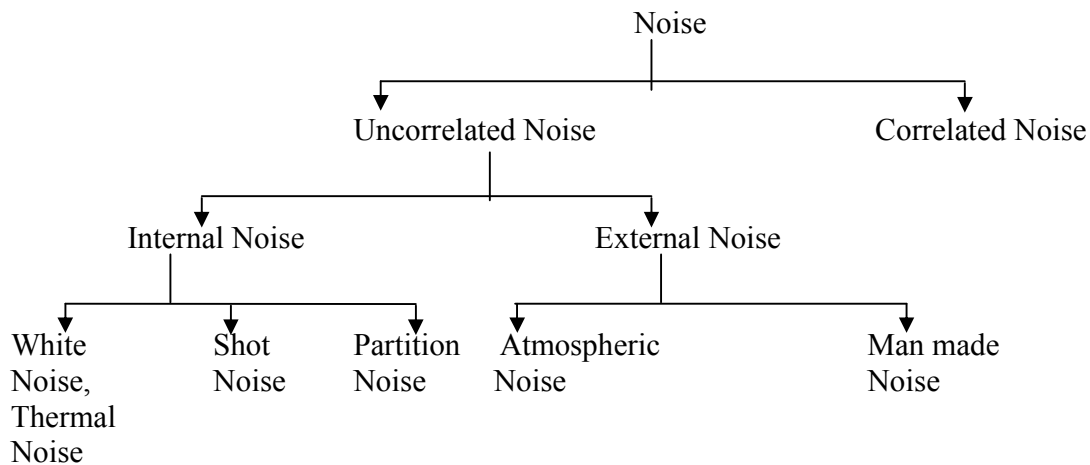 Noise
Uncorrelated Noise
Correlated Noise
Internal Noise
External Noise
White
Noise,
Thermal
Noise
Shot
Noise
Partition
Noise
Atmospheric
Noise
Man made
Noise